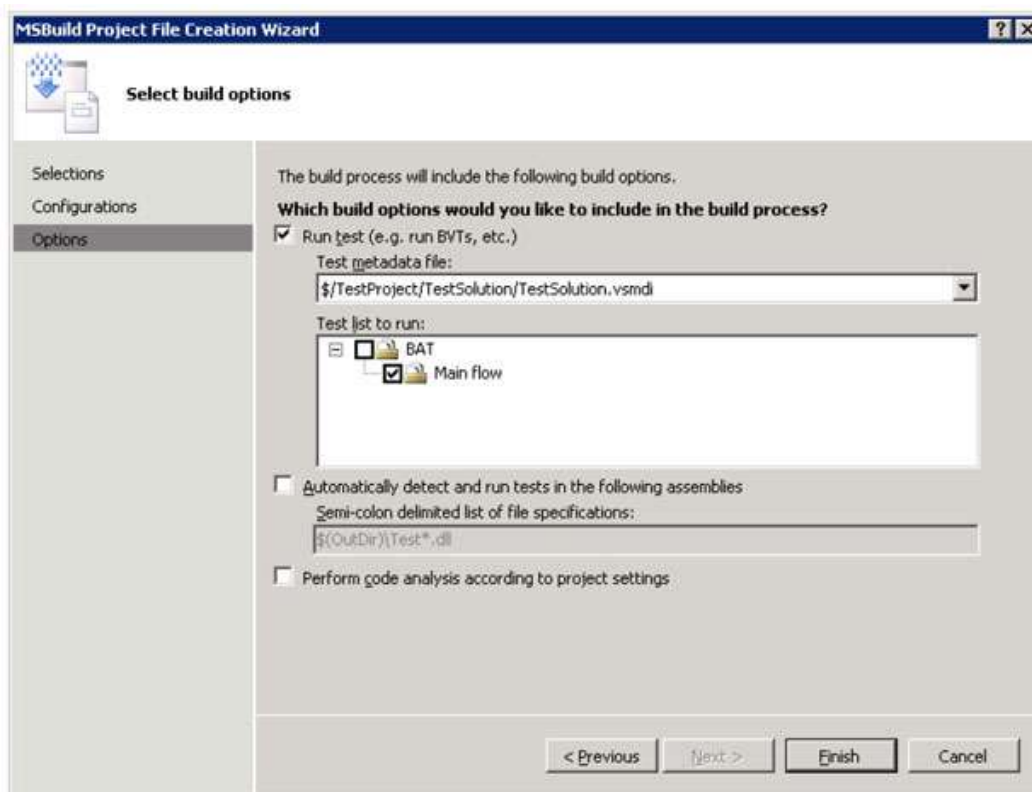 MSBuild Project File Creation Wizard
Select build options
Selections
Configurations
Options
The build process will include the following build options.
Which build options would you like to include in the build process?
Run test (e.g. run BVTs, etc.)
Test metadata file:
$/TestProject/TestSolution/TestSolution.vsmdi
Test list to run:
BAT
Main flow
Automatically detect and run tests in the following assemblies
Semi-colon delimited list of file specifications:
$(OutDir)\Test*.dll
Perform code analysis according to project settings
< Previous
Next >
Finish
Cancel